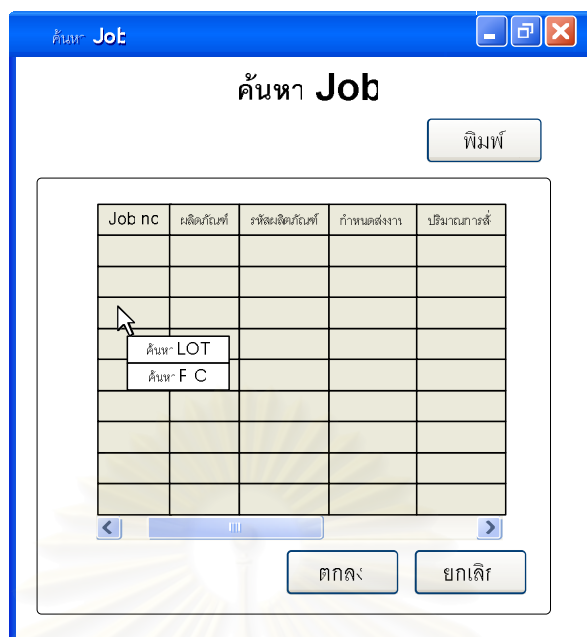 ค้นหา Job
ค้นหา Job
พิมพ์
Job no ผลิตภัณฑ์ รหัสผลิตภัณฑ์ กำหนดส่งงาน ปริมาณการสั่ง
ค้นหา LOT
ค้นหา F C
ตกลง
ยกเลิก